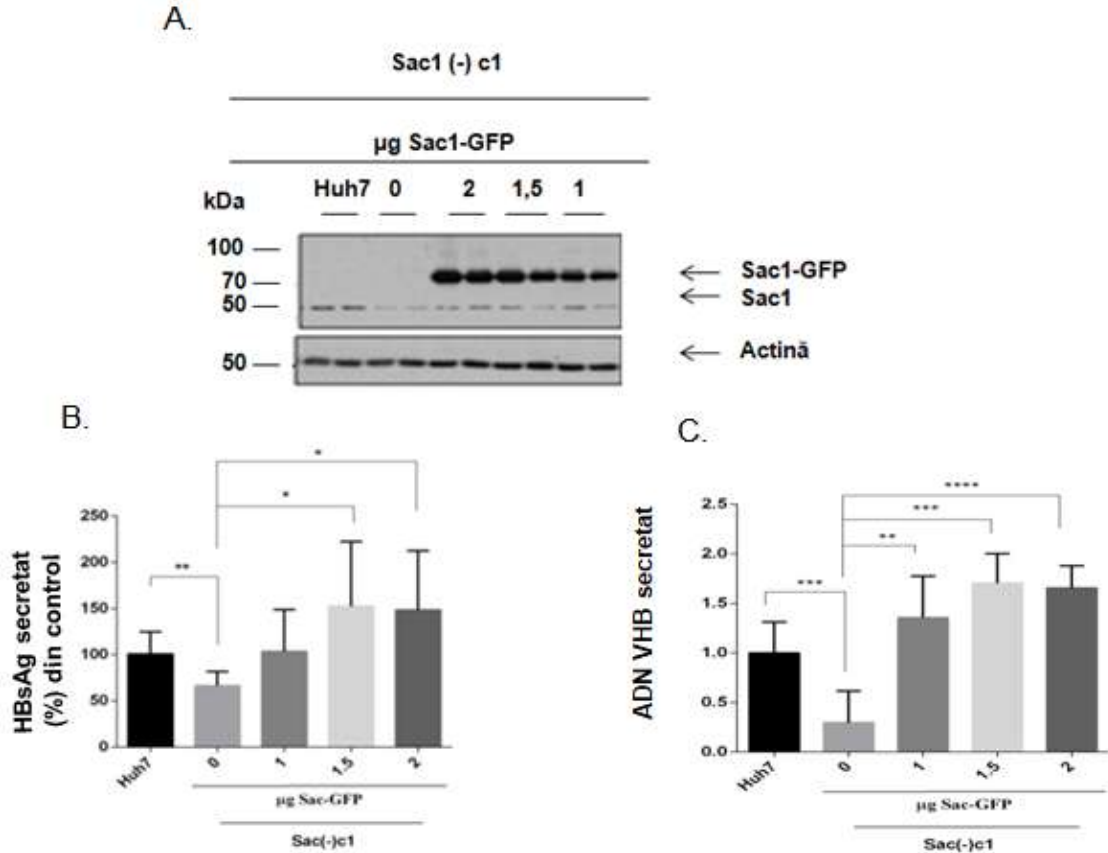 A.
Sac1 (-) c1
µg Sac1-GFP
kDa
Huh7 0 2 1,5 1
100
70
50
Sac1-GFP
Sac1
50
Actină
B.
* 
*
**
250
200
150
100
50
0
HBsAg secretat
(%) din control
Huh7 0 1 1.5 2
µg Sac-GFP
Sac(-)c1
C.
****
***
**
***
2.5
2.0
1.5
1.0
0.5
0.0
ADN VHB secretat
Huh7 0 1 1.5 2
µg Sac-GFP
Sac(-)c1